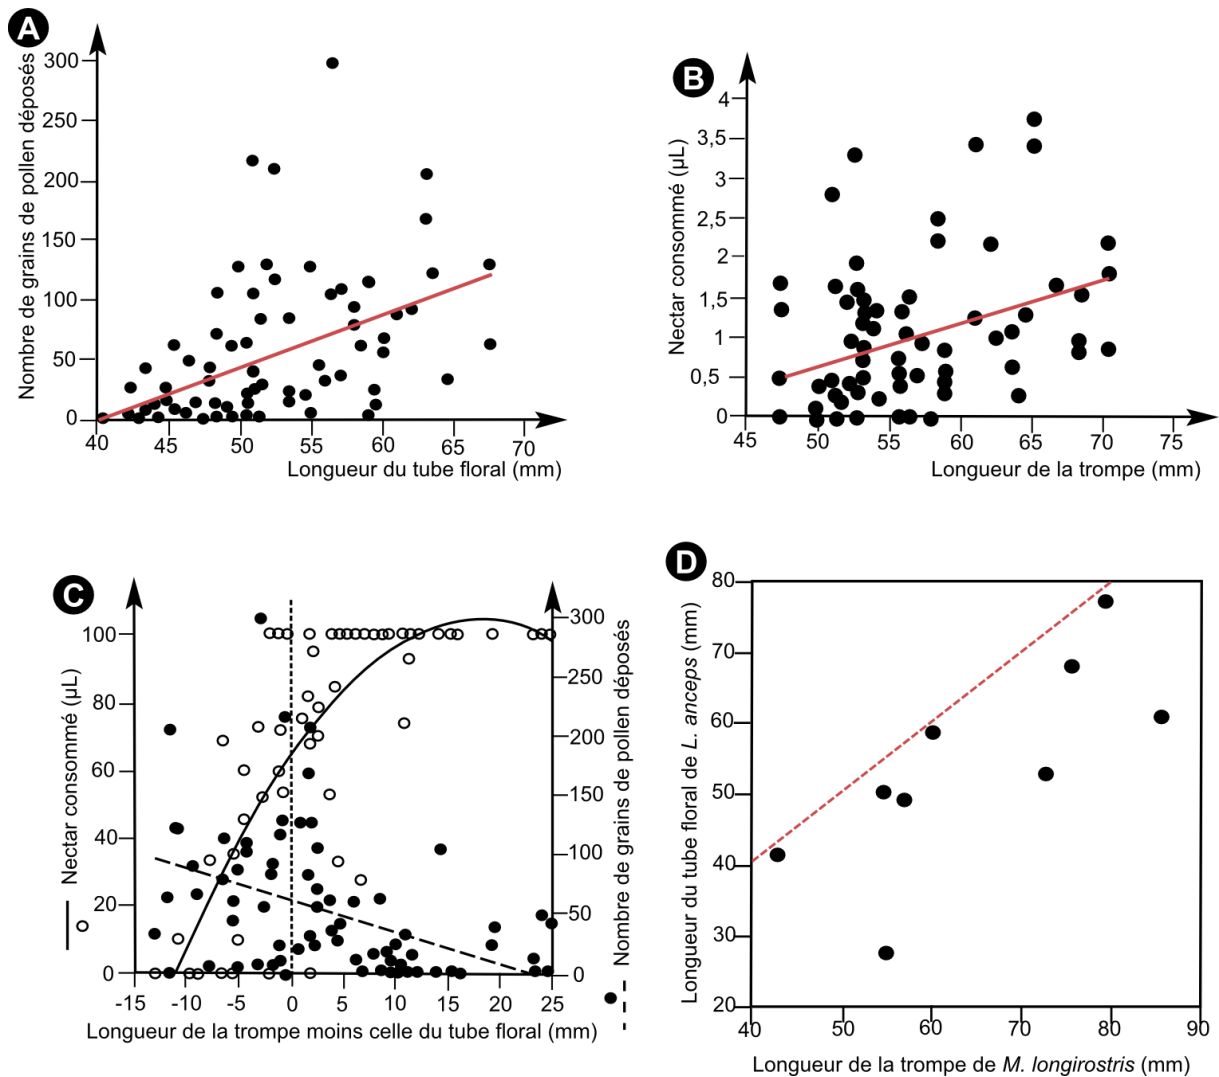 A
Nombre de grains de pollen déposés
300
250
200
150
100
50
0
40 45 50 55 60 65 70
Longueur du tube floral (mm)
B
Nectar consommé (µL)
4
3,5
3
2,5
2
1,5
1
0,5
0
45 50 55 60 65 70 75
Longueur de la trompe (mm)
C
Nectar consommé (µL)
100
80
60
40
20
0
300
250
200
150
100
50
0
Nombre de grains de pollen déposés
-15 -10 -5 0 5 10 15 20 25
Longueur de la trompe moins celle du tube floral (mm)
D
Longueur du tube floral de L. anceps (mm)
80
70
60
50
40
30
20
40 50 60 70 80 90
Longueur de la trompe de M. longirostris (mm)